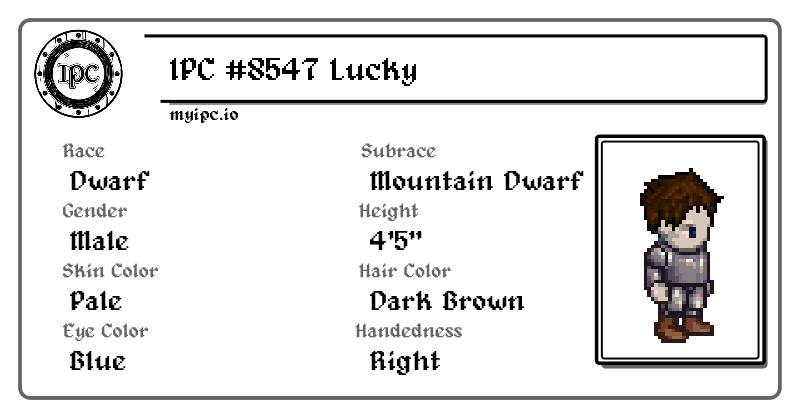 IPC
IPC #8547 Lucky
myipc.io
Race
Subrace
Dwarf
Mountain Dwarf
Gender
Height
Male
4'5"
Skin Color
Hair Color
Pale
Dark Brown
Eye Color
Handedness
Blue
Right